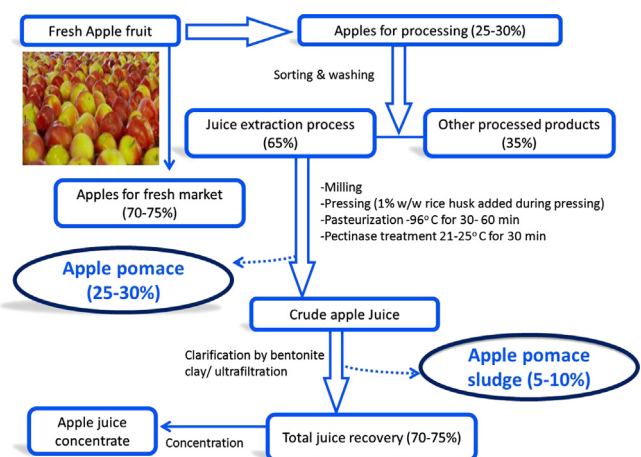 Fresh Apple fruit
Apples for processing (25-30%)
Sorting & washing
Juice extraction process
(65%)
Other processed products
(35%)
Apples for fresh market
(70-75%)
-Milling
-Pressing (1% w/w rice husk added during pressing)
-Pasteurization -96° C for 30- 60 min
-Pectinase treatment 21-25° C for 30 min
Apple pomace
(25-30%)
Crude apple Juice
Clarification by bentonite
clay/ ultrafiltration
Apple pomace
sludge (5-10%)
Apple juice
concentrate
Concentration
Total juice recovery (70-75%)